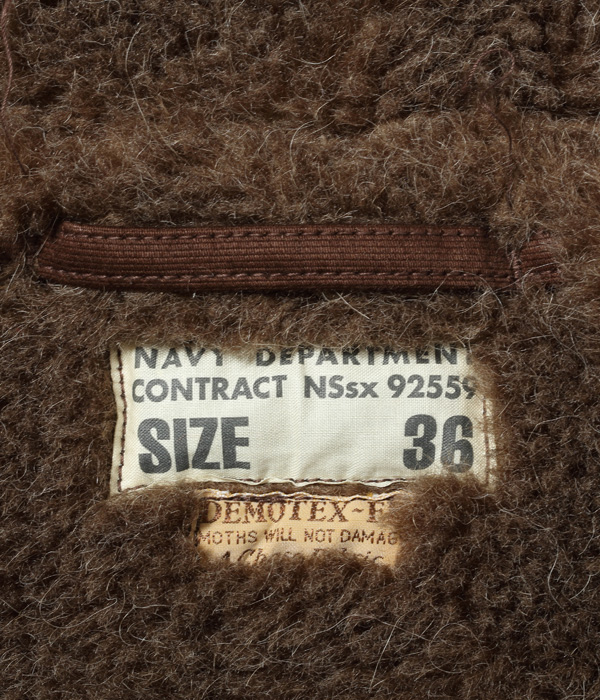 NAVY DEPARTMENT
CONTRACT NSsx 92559
SIZE 36
DEMOTEX~F
MOTHS WILL NOT DAMAG